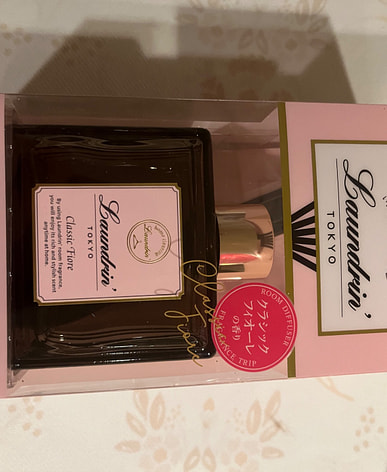 Laundrin'
Laundrin'
TOKYO
Classic Fiore
By using Laundrin' room fragrance,
you will enjoy its rich and stylish scent
anytime at home.
Classic
Fiore
ROOM DIFFUSER
クラシック
フィオーレ
の香り
FRAGRANCE TRIP
Laundrin'
TOKYO